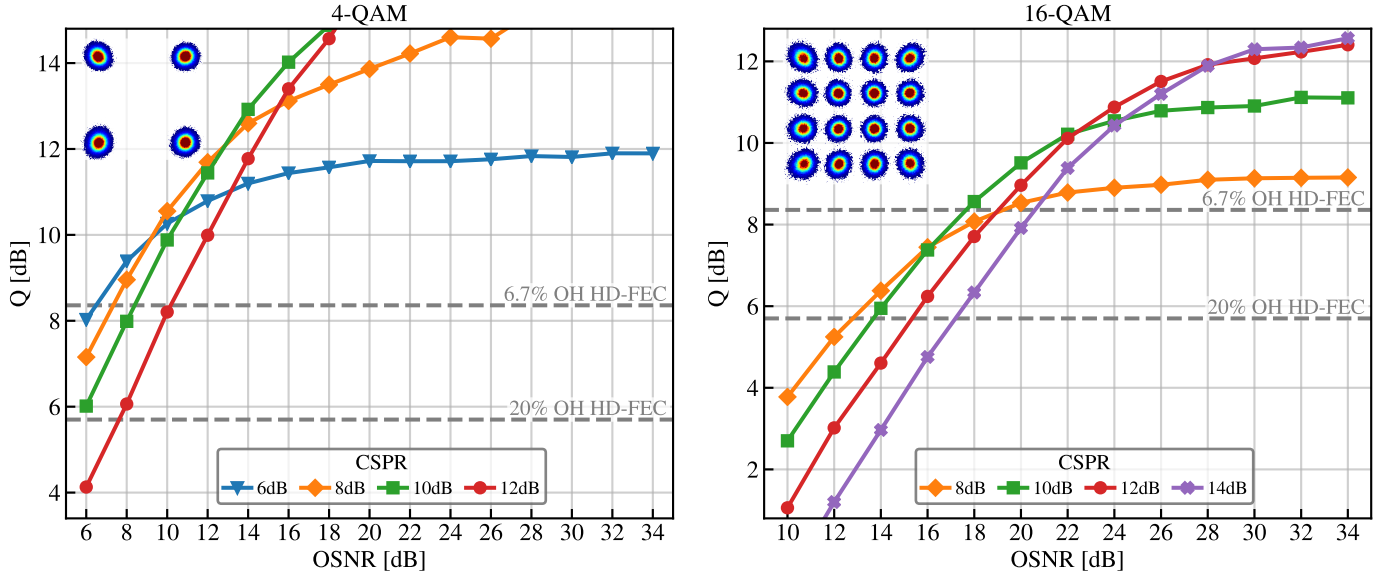 4-QAM
14
12
10
8
6
4
Q [dB]
6.7% OH HD-FEC
20% OH HD-FEC
CSPR
6dB 8dB 10dB 12dB
6 8 10 12 14 16 18 20 22 24 26 28 30 32 34
OSNR [dB]
16-QAM
12
10
8
6
4
2
Q [dB]
6.7% OH HD-FEC
20% OH HD-FEC
CSPR
8dB 10dB 12dB 14dB
10 12 14 16 18 20 22 24 26 28 30 32 34
OSNR [dB]